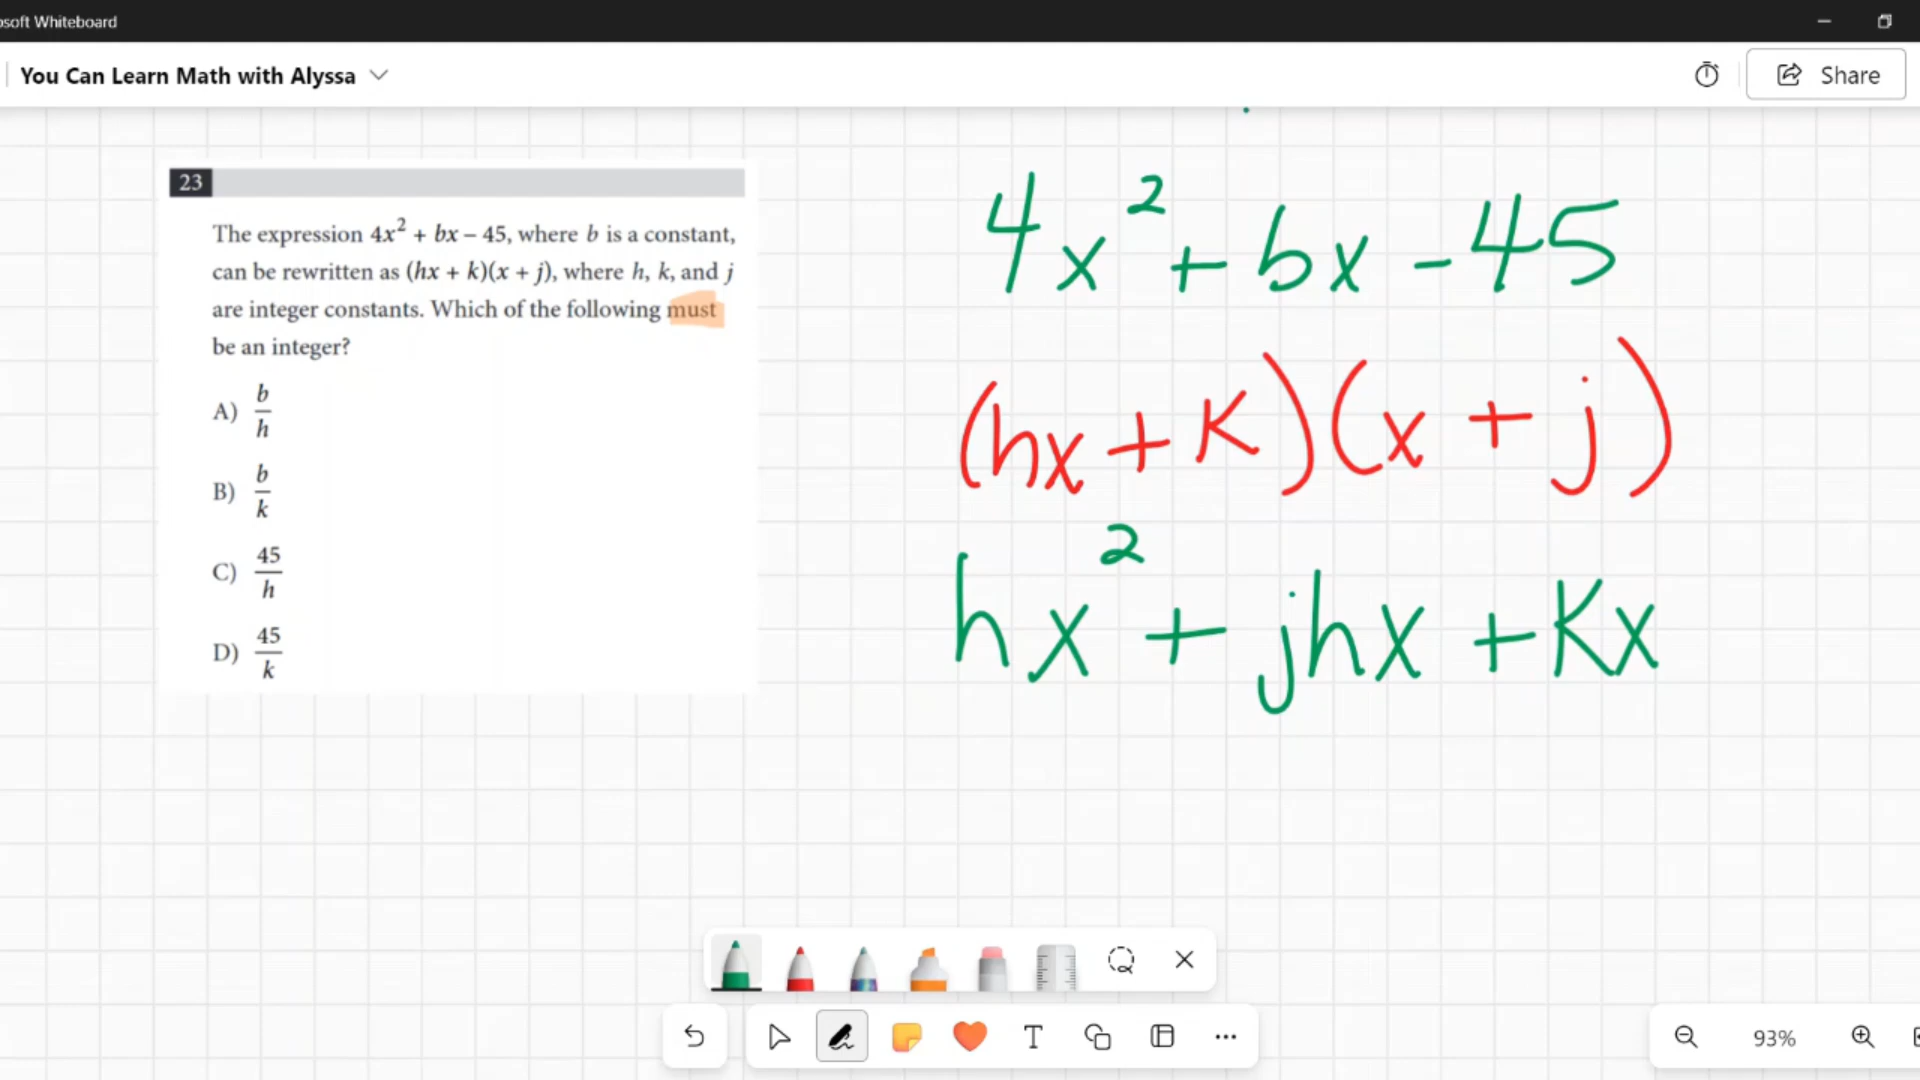 osoft Whiteboard
You Can Learn Math with Alyssa
Share
23
The expression 4x² + bx – 45, where b is a constant,
can be rewritten as (hx + k)(x + j), where h, k, and j
are integer constants. Which of the following must
be an integer?
A) b/h
B) b/k
C) 45/h
D) 45/k
4x² + bx - 45
(hx + k)(x + j)
hx² + jhx + kx
93%